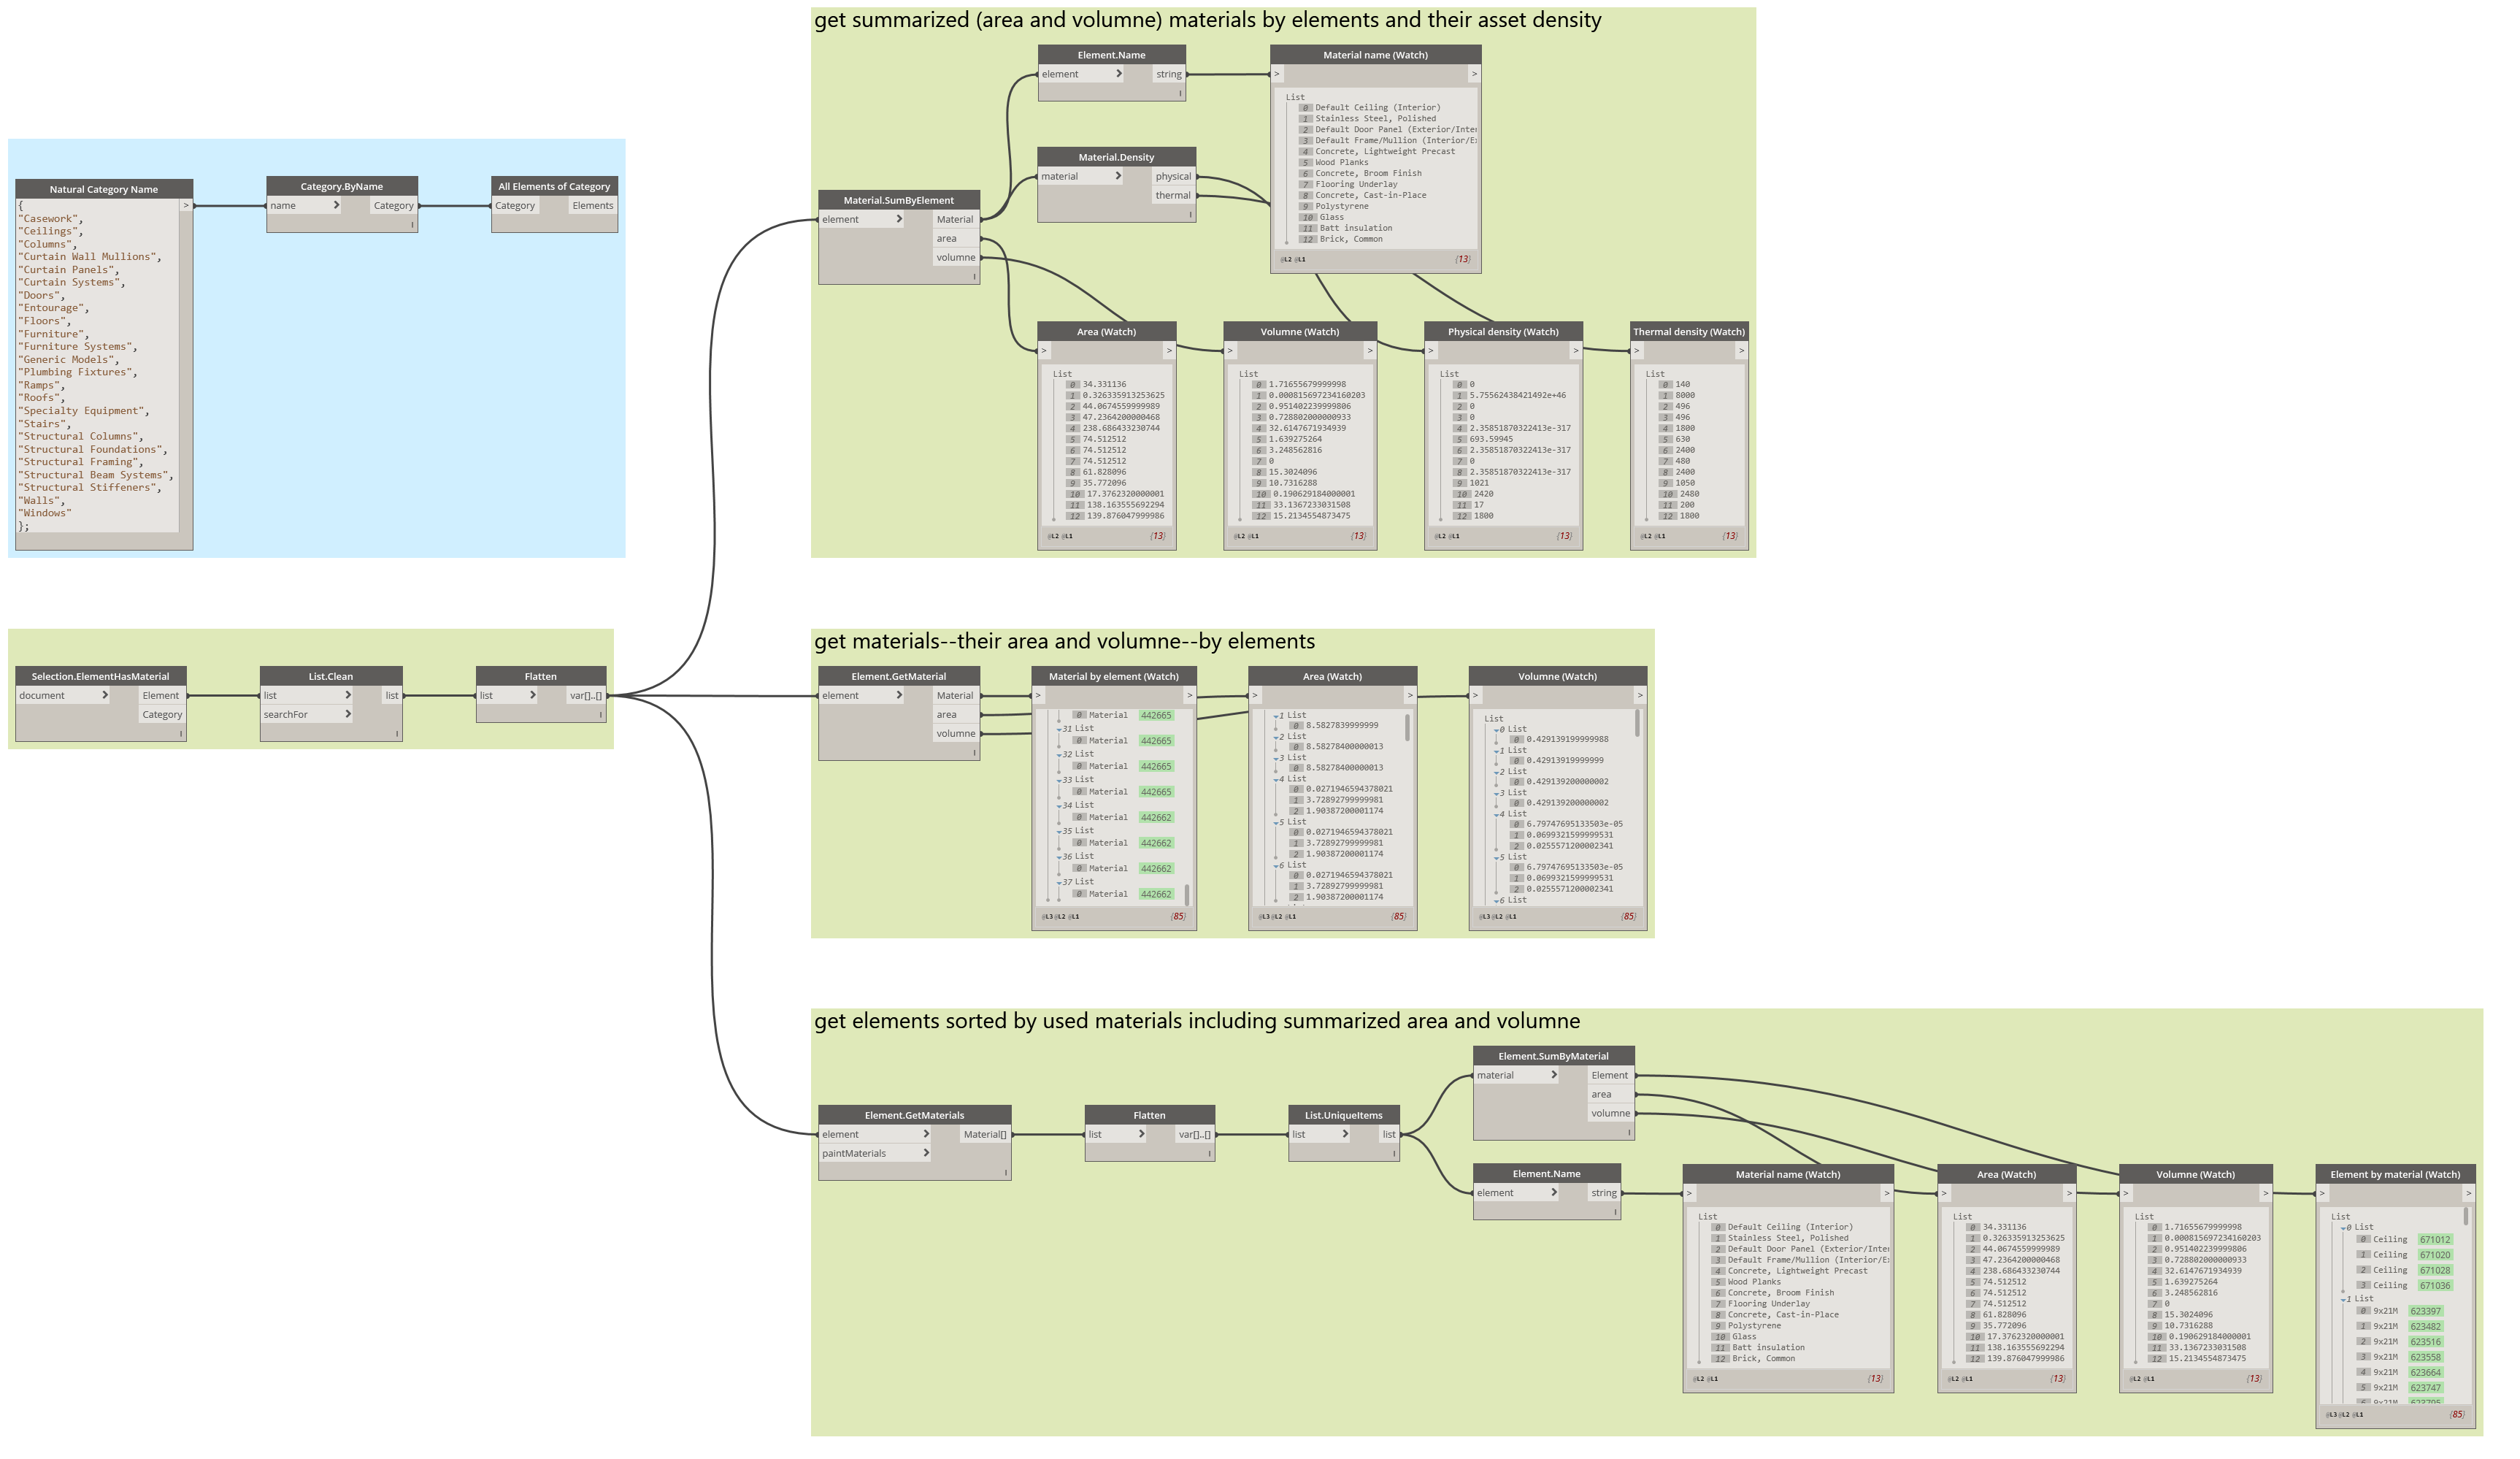 get summarized (area and volumne) materials by elements and their asset density
Element.Name
element > string
Material name (Watch)
> >
List
0 Default Ceiling (Interior)
1 Stainless Steel, Polished
2 Default Door Panel (Exterior/Inte
3 Default Frame/Mullion (Interior/E
4 Concrete, Lightweight Precast
5 Wood Planks
6 Concrete, Broom Finish
7 Flooring Underlay
8 Concrete, Cast-in-Place
9 Polystyrene
10 Glass
11 Batt insulation
12 Brick, Common
@L2 @L1 {13}
Material.Density
material > physical
thermal
Material.SumByElement
element > Material
area
volumne
Natural Category Name
{ >
"Casework",
"Ceilings",
"Columns",
"Curtain Wall Mullions",
"Curtain Panels",
"Curtain Systems",
"Doors",
"Entourage",
"Floors",
"Furniture",
"Furniture Systems",
"Generic Models",
"Plumbing Fixtures",
"Ramps",
"Roofs",
"Specialty Equipment",
"Stairs",
"Structural Columns",
"Structural Foundations",
"Structural Framing",
"Structural Beam Systems",
"Structural Stiffeners",
"Walls",
"Windows"
};
Category.ByName
name > Category
All Elements of Category
Category Elements
Area (Watch)
> >
List
0 34.331136
1 0.326335913253625
2 44.0674559999989
3 47.2364200000468
4 238.686433230744
5 74.512512
6 74.512512
7 74.512512
8 61.828096
9 35.772096
10 17.3762320000001
11 138.163555692294
12 139.876047999986
@L2 @L1 {13}
Volumne (Watch)
> >
List
0 1.71655679999998
1 0.000815697234160203
2 0.951402239999806
3 0.728802000000933
4 32.6147671934939
5 1.639275264
6 3.248562816
7 0
8 15.3024096
9 10.7316288
10 0.190629184000001
11 33.1367233031508
12 15.2134554873475
@L2 @L1 {13}
Physical density (Watch)
> >
List
0 0
1 5.75562438421492e+46
2 0
3 0
4 2.35851870322413e-317
5 693.59945
6 2.35851870322413e-317
7 0
8 2.35851870322413e-317
9 1021
10 2420
11 17
12 1800
@L2 @L1 {13}
Thermal density (Watch)
> >
List
0 140
1 8000
2 496
3 496
4 1800
5 630
6 2400
7 480
8 2400
9 1050
10 2480
11 200
12 1800
@L2 @L1 {13}
Selection.ElementHasMaterial
document > Element
Category
List.Clean
list > list
searchFor >
Flatten
list > var[]..[]
get materials--their area and volumne--by elements
Element.GetMaterial
element > Material
area
volumne
Material by element (Watch)
> >
0 Material 442665
31 List
0 Material 442665
32 List
0 Material 442665
33 List
0 Material 442665
34 List
0 Material 442662
35 List
0 Material 442662
36 List
0 Material 442662
37 List
0 Material 442662
@L3 @L2 @L1 {85}
Area (Watch)
> >
1 List
0 8.5827839999999
2 List
0 8.58278400000013
3 List
0 8.58278400000013
4 List
0 0.0271946594378021
1 3.72892799999981
2 1.90387200001174
5 List
0 0.0271946594378021
1 3.72892799999981
2 1.90387200001174
6 List
0 0.0271946594378021
1 3.72892799999981
2 1.90387200001174
@L3 @L2 @L1 {85}
Volumne (Watch)
> >
List
0 List
0 0.429139199999988
1 List
0 0.42913919999999
2 List
0 0.429139200000002
3 List
0 0.429139200000002
4 List
0 6.79747695133503e-05
1 0.0699321599999531
2 0.0255571200002341
5 List
0 6.79747695133503e-05
1 0.0699321599999531
2 0.0255571200002341
6 List
@L3 @L2 @L1 {85}
get elements sorted by used materials including summarized area and volumne
Element.GetMaterials
element > Material[]
paintMaterials >
Flatten
list > var[]..[]
List.UniqueItems
list > list
Element.SumByMaterial
material > Element
area
volumne
Element.Name
element > string
Material name (Watch)
> >
List
0 Default Ceiling (Interior)
1 Stainless Steel, Polished
2 Default Door Panel (Exterior/Inte
3 Default Frame/Mullion (Interior/E
4 Concrete, Lightweight Precast
5 Wood Planks
6 Concrete, Broom Finish
7 Flooring Underlay
8 Concrete, Cast-in-Place
9 Polystyrene
10 Glass
11 Batt insulation
12 Brick, Common
@L2 @L1 {13}
Area (Watch)
> >
List
0 34.331136
1 0.326335913253625
2 44.0674559999989
3 47.2364200000468
4 238.686433230744
5 74.512512
6 74.512512
7 74.512512
8 61.828096
9 35.772096
10 17.3762320000001
11 138.163555692294
12 139.876047999986
@L2 @L1 {13}
Volumne (Watch)
> >
List
0 1.71655679999998
1 0.000815697234160203
2 0.951402239999806
3 0.728802000000933
4 32.6147671934939
5 1.639275264
6 3.248562816
7 0
8 15.3024096
9 10.7316288
10 0.190629184000001
11 33.1367233031508
12 15.2134554873475
@L2 @L1 {13}
Element by material (Watch)
> >
List
0 List
0 Ceiling 671012
1 Ceiling 671020
2 Ceiling 671028
3 Ceiling 671036
1 List
0 9x21M 623397
1 9x21M 623482
2 9x21M 623516
3 9x21M 623558
4 9x21M 623664
5 9x21M 623747
@L3 @L2 @L1 {85}